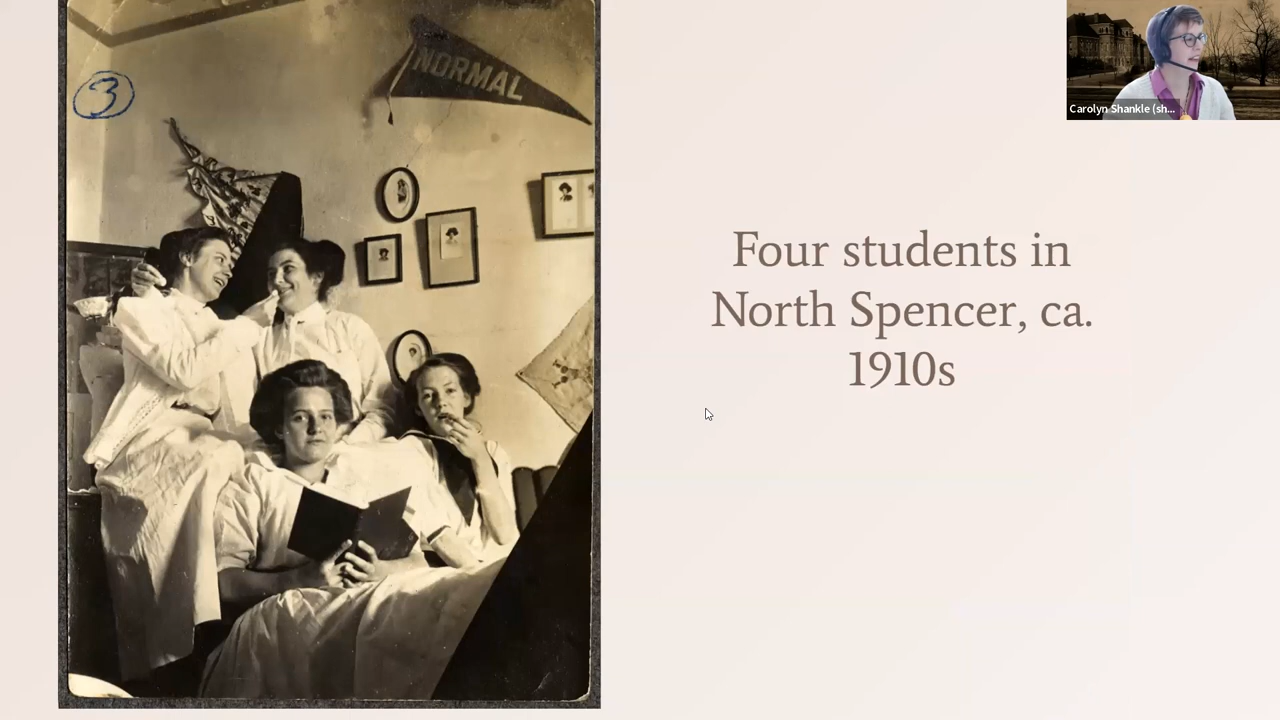 3
NORMAL
Carolyn Shankle (sh...
Four students in
North Spencer, ca.
1910s